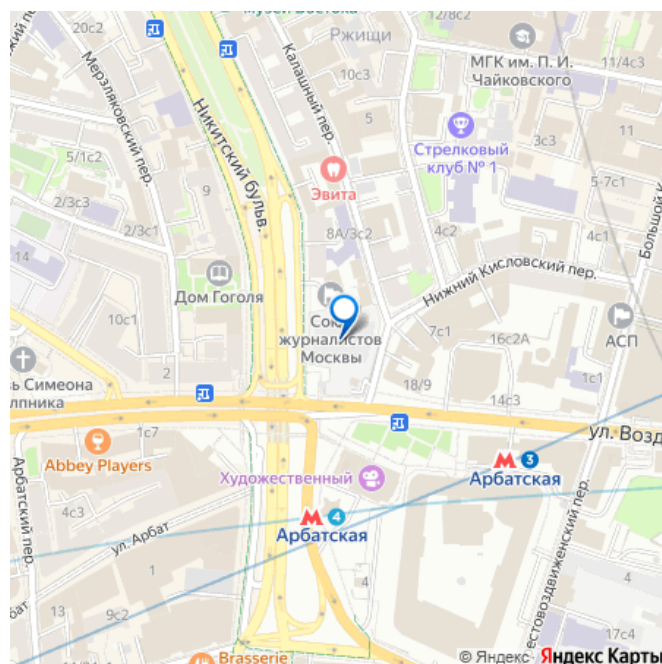 20с2
12/8с2
Ржищи
МГК им. П. И.
Чайковского
11/4с3
Мерзляковский пер.
Калашный пер.
10с3
5
Стрелковый
клуб № 1
3с3
11
5/1с2
9
Никитский бульв.
Эвита
5-7с1
2/3с3
2/3с1
8А/3с2
4с2
4с1
Большой К
14
Дом Гоголя
Нижний Кисловский пер.
10с1
журналистов
Москвы
7с1
16с2А
АСП
Симеона
18/9
14с3
1с1
1с7
Abbey Players
ул. Возд
Художественный
3
Арбатская
4с3
Арбатский пер.
ул. Арбат
4
Арбатская
1
4
13
9с2
17с4
Brasserie
© Яндекс Яндекс Карты